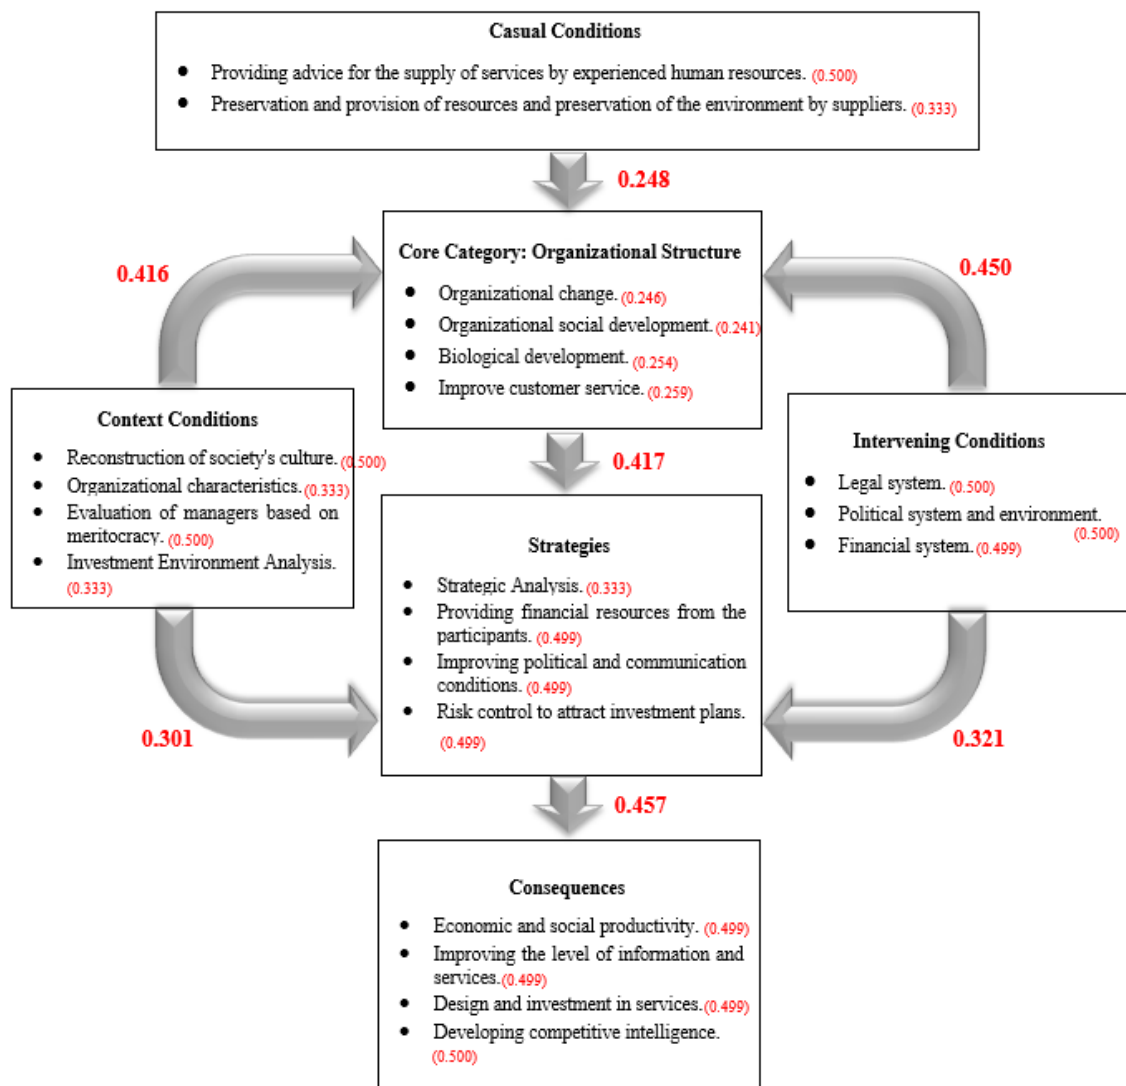 Casual Conditions
• Providing advice for the supply of services by experienced human resources. (0.500)
• Preservation and provision of resources and preservation of the environment by suppliers. (0.333)
0.248
Core Category: Organizational Structure
• Organizational change. (0.246)
• Organizational social development. (0.241)
• Biological development. (0.254)
• Improve customer service. (0.259)
0.416
0.450
Context Conditions
• Reconstruction of society's culture. (0.500)
• Organizational characteristics. (0.333)
• Evaluation of managers based on
meritocracy. (0.500)
• Investment Environment Analysis.
(0.333)
Intervening Conditions
• Legal system. (0.500)
• Political system and environment.
(0.500)
• Financial system. (0.499)
0.417
Strategies
• Strategic Analysis. (0.333)
• Providing financial resources from the
participants. (0.499)
• Improving political and communication
conditions. (0.499)
• Risk control to attract investment plans.
(0.499)
0.301
0.321
0.457
Consequences
• Economic and social productivity. (0.499)
• Improving the level of information and
services. (0.499)
• Design and investment in services. (0.499)
• Developing competitive intelligence.
(0.500)